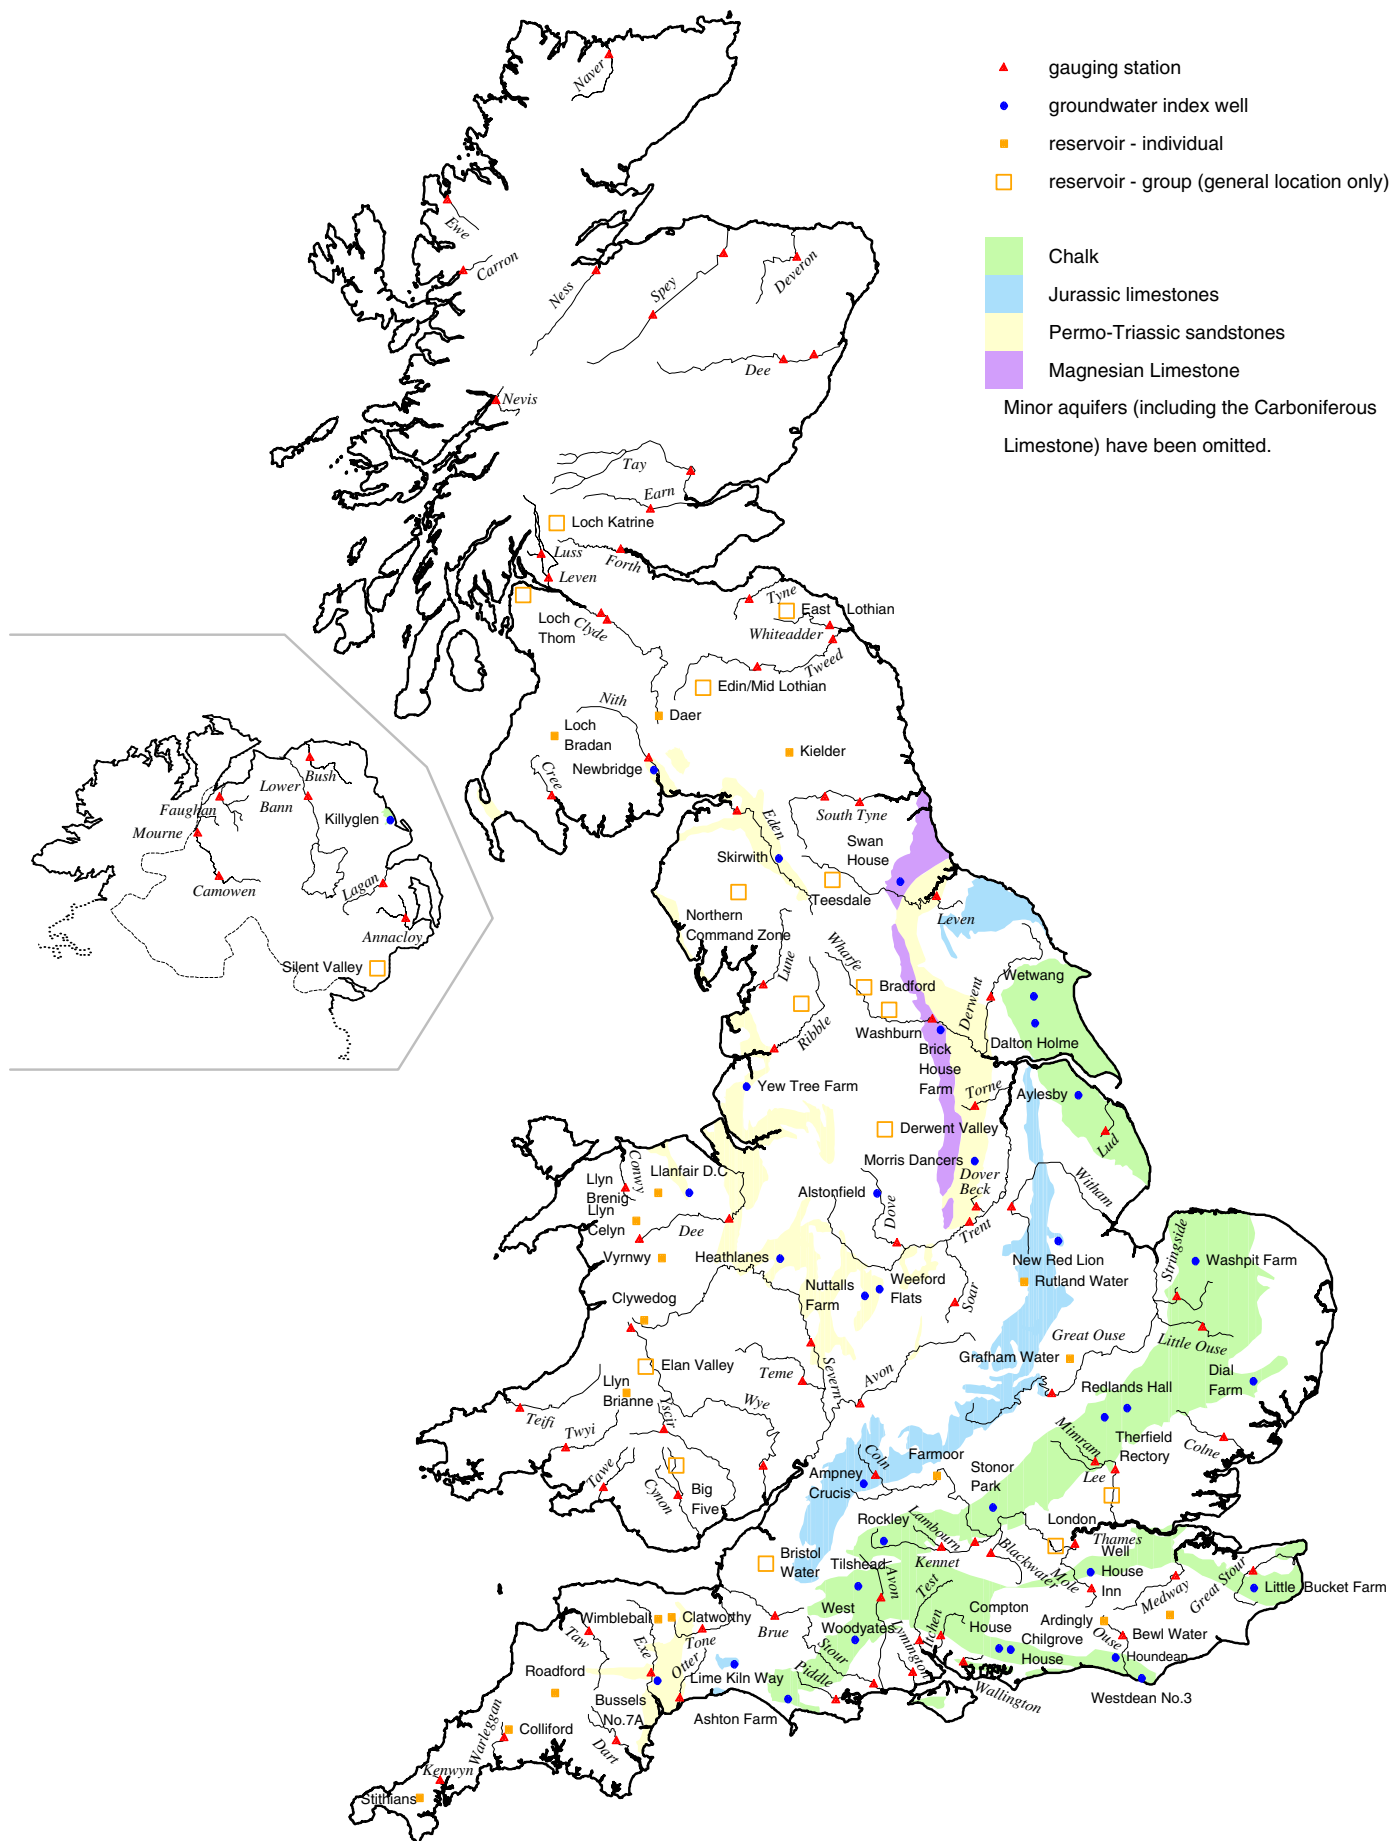 gauging station
groundwater index well
reservoir - individual
reservoir - group (general location only)
Chalk
Jurassic limestones
Permo-Triassic sandstones
Magnesian Limestone
Minor aquifers (including the Carboniferous
Limestone) have been omitted.
Naver
Ewe
Carron
Ness
Spey
Deveron
Dee
Nevis
Tay
Earn
Loch Katrine
Luss
Forth
Leven
Loch
Thom
Clyde
Tyne
East Lothian
Whiteadder
Tweed
Edin/Mid Lothian
Nith
Daer
Loch
Bradan
Kielder
Newbridge
Cree
Bush
Lower
Bann
Faughan
Killyglen
Mourne
Camowen
Lagan
Annacloy
Silent Valley
South Tyne
Eden
Swan
House
Skirwith
Teesdale
Leven
Northern
Command Zone
Lune
Wharfe
Bradford
Wetwang
Derwent
Washburn
Ribble
Dalton Holme
Brick
House
Farm
Yew Tree Farm
Torne
Aylesby
Derwent Valley
Lud
Morris Dancers
Dover
Beck
Conwy
Llanfair D.C
Llyn
Brenig
Alstonfield
Witham
Llyn
Celyn
Dee
Dove
Trent
Stringside
Vyrnwy
Heathlanes
New Red Lion
Washpit Farm
Nuttalls
Farm
Weeford
Flats
Rutland Water
Soar
Clywedog
Great Ouse
Little Ouse
Grafham Water
Elan Valley
Teme
Severn
Avon
Dial
Farm
Llyn
Brianne
Redlands Hall
Wye
Yscir
Teifi
Twyi
Mimram
Therfield
Rectory
Colne
Coln
Farmoor
Ampney
Crucis
Stonor
Park
Lee
Tawe
Cynon
Big
Five
Rockley
Lambourn
London
Thames
Kennet
Blackwater
Well
House
Inn
Bristol
Water
Tilshead
Mole
Medway
Great Stour
Little Bucket Farm
Avon
Test
West
Woodyates
Compton
House
Ardingly
Wimbleball
Clatworthy
Brue
Itchen
Chilgrove
House
Ouse
Bewl Water
Taw
Exe
Tone
Stour
Lymington
Houndean
Otter
Roadford
Lime Kiln Way
Piddle
Wallington
Westdean No.3
Bussels
No.7A
Ashton Farm
Warleggan
Colliford
Dart
Kenwyn
Stithians